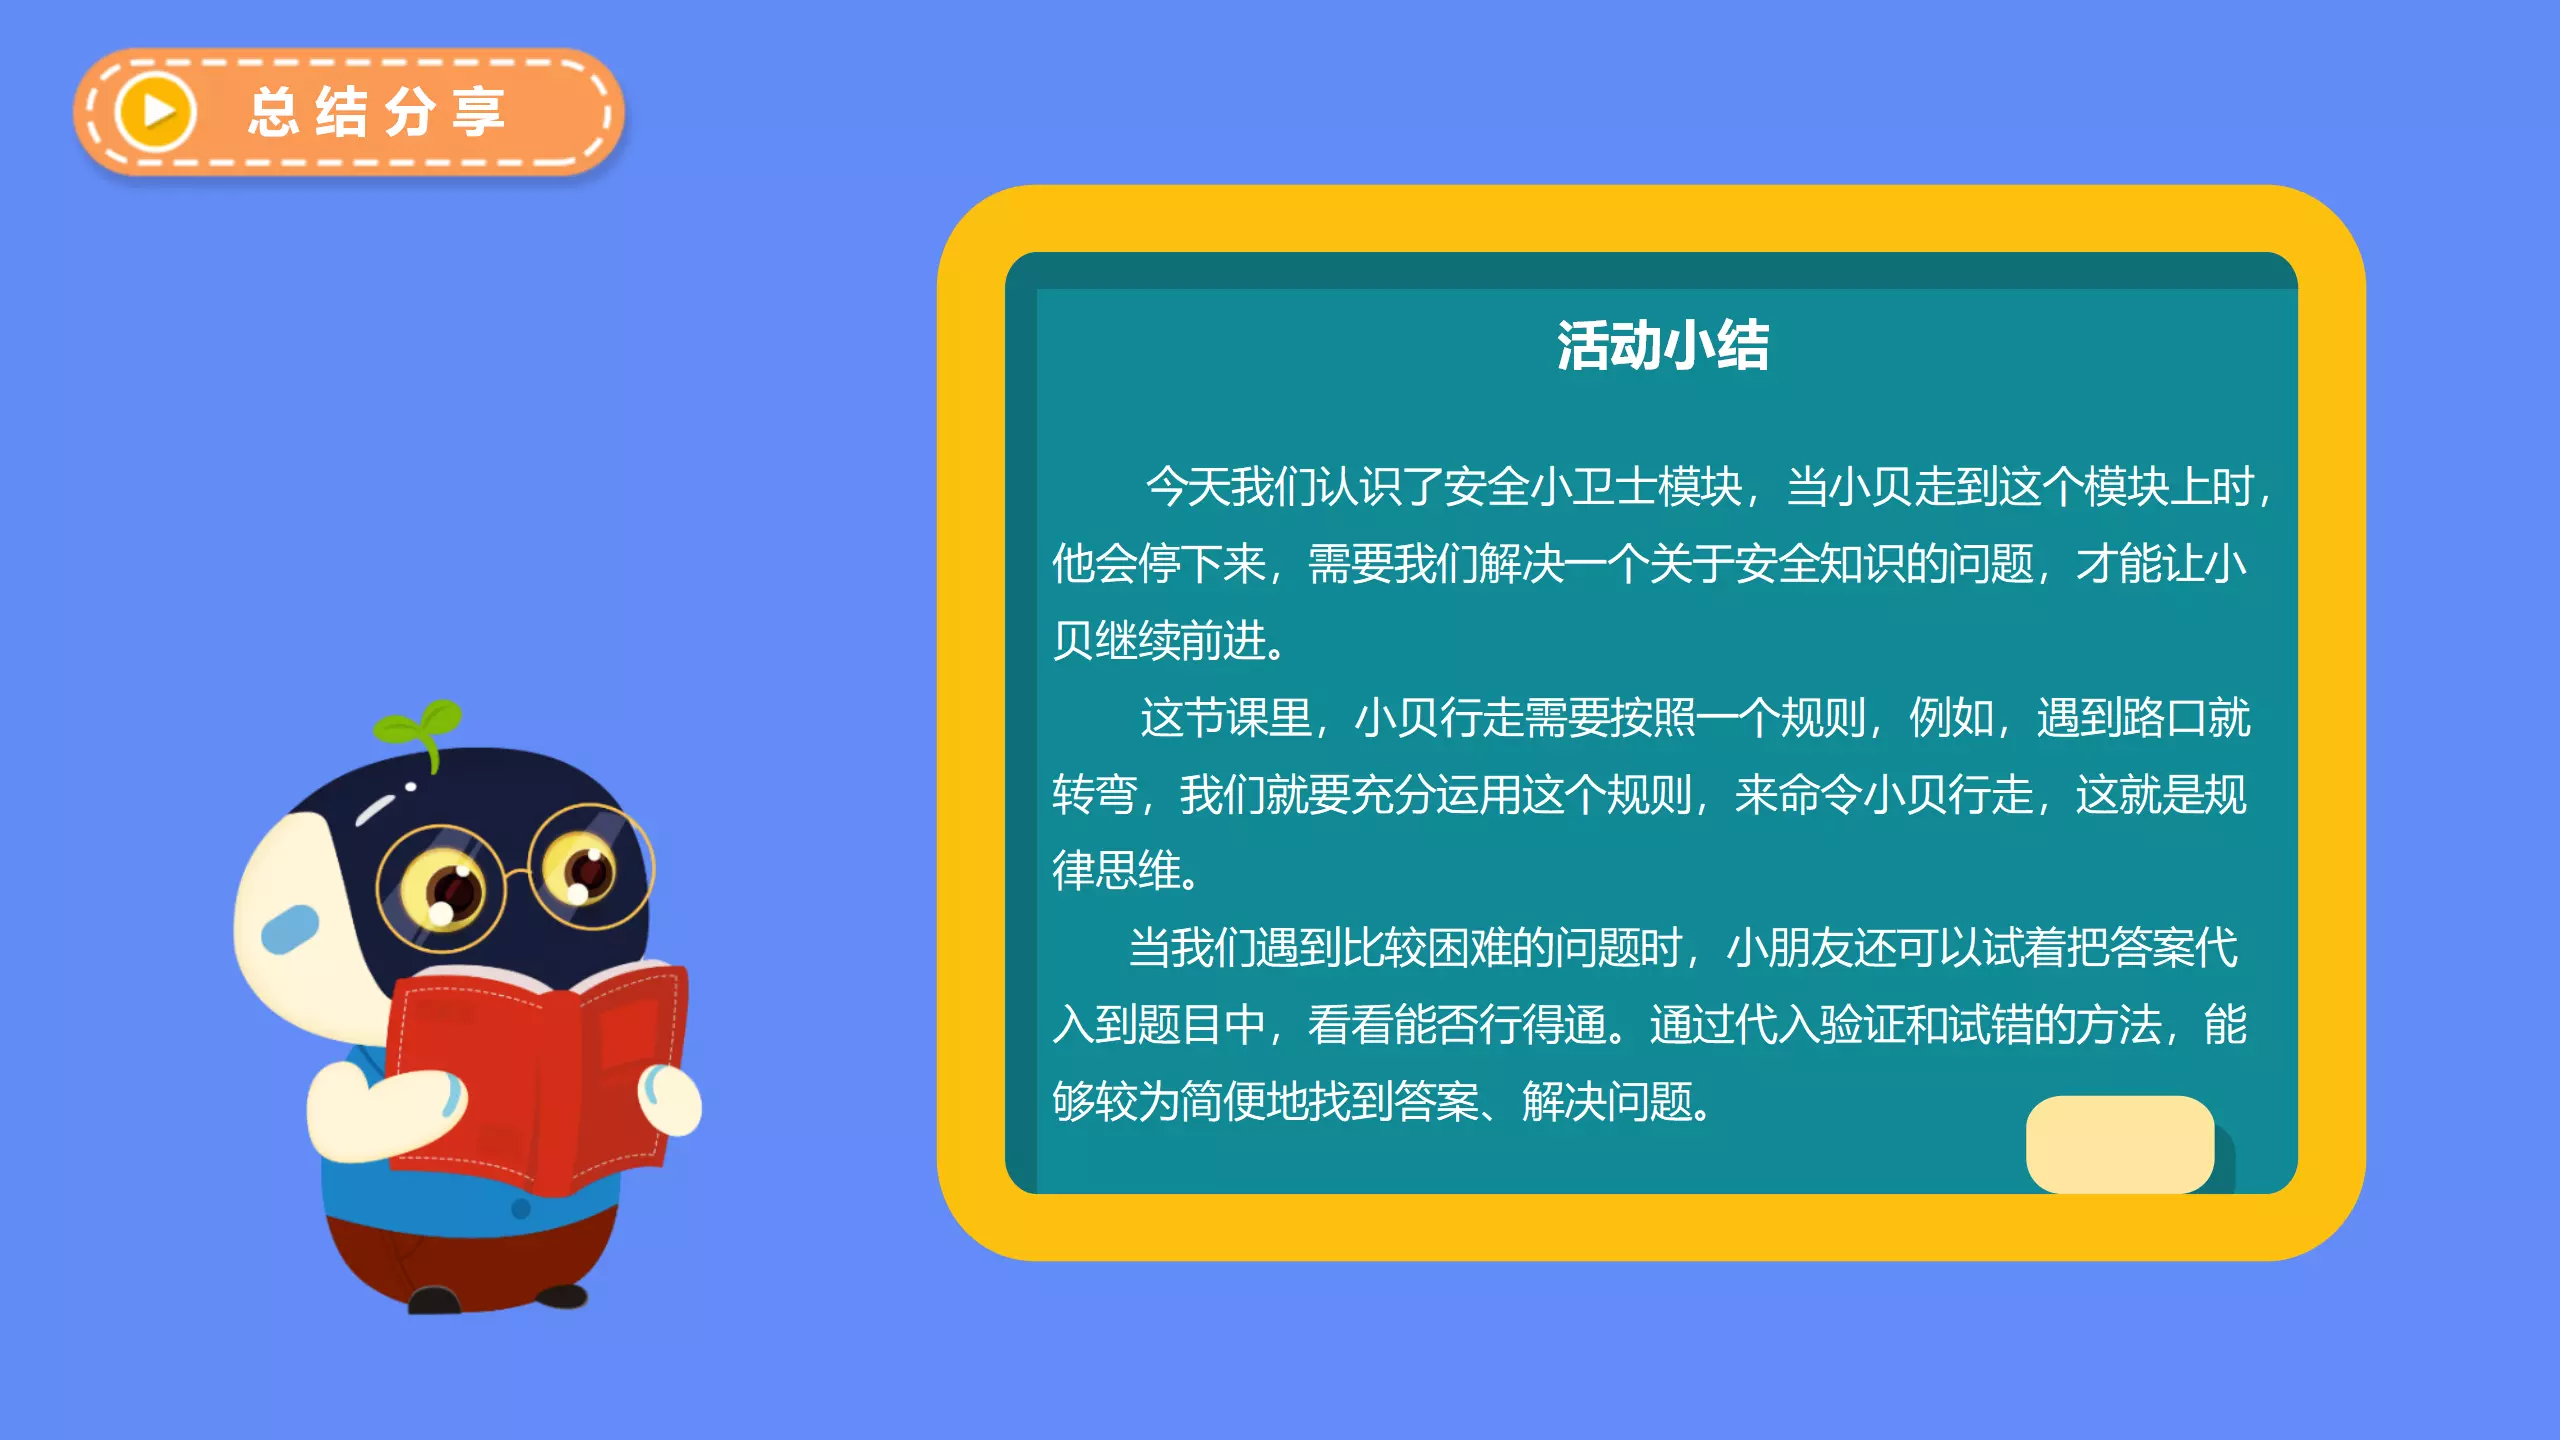 总结分享
活动小结
今天我们认识了安全小卫士模块，当小贝走到这个模块上时，
他会停下来，需要我们解决一个关于安全知识的问题，才能让小
贝继续前进。
这节课里，小贝行走需要按照一个规则，例如，遇到路口就
转弯，我们就要充分运用这个规则，来命令小贝行走，这就是规
律思维。
当我们遇到比较困难的问题时，小朋友还可以试着把答案代
入到题目中，看看能否行得通。通过代入验证和试错的方法，能
够较为简便地找到答案、解决问题。